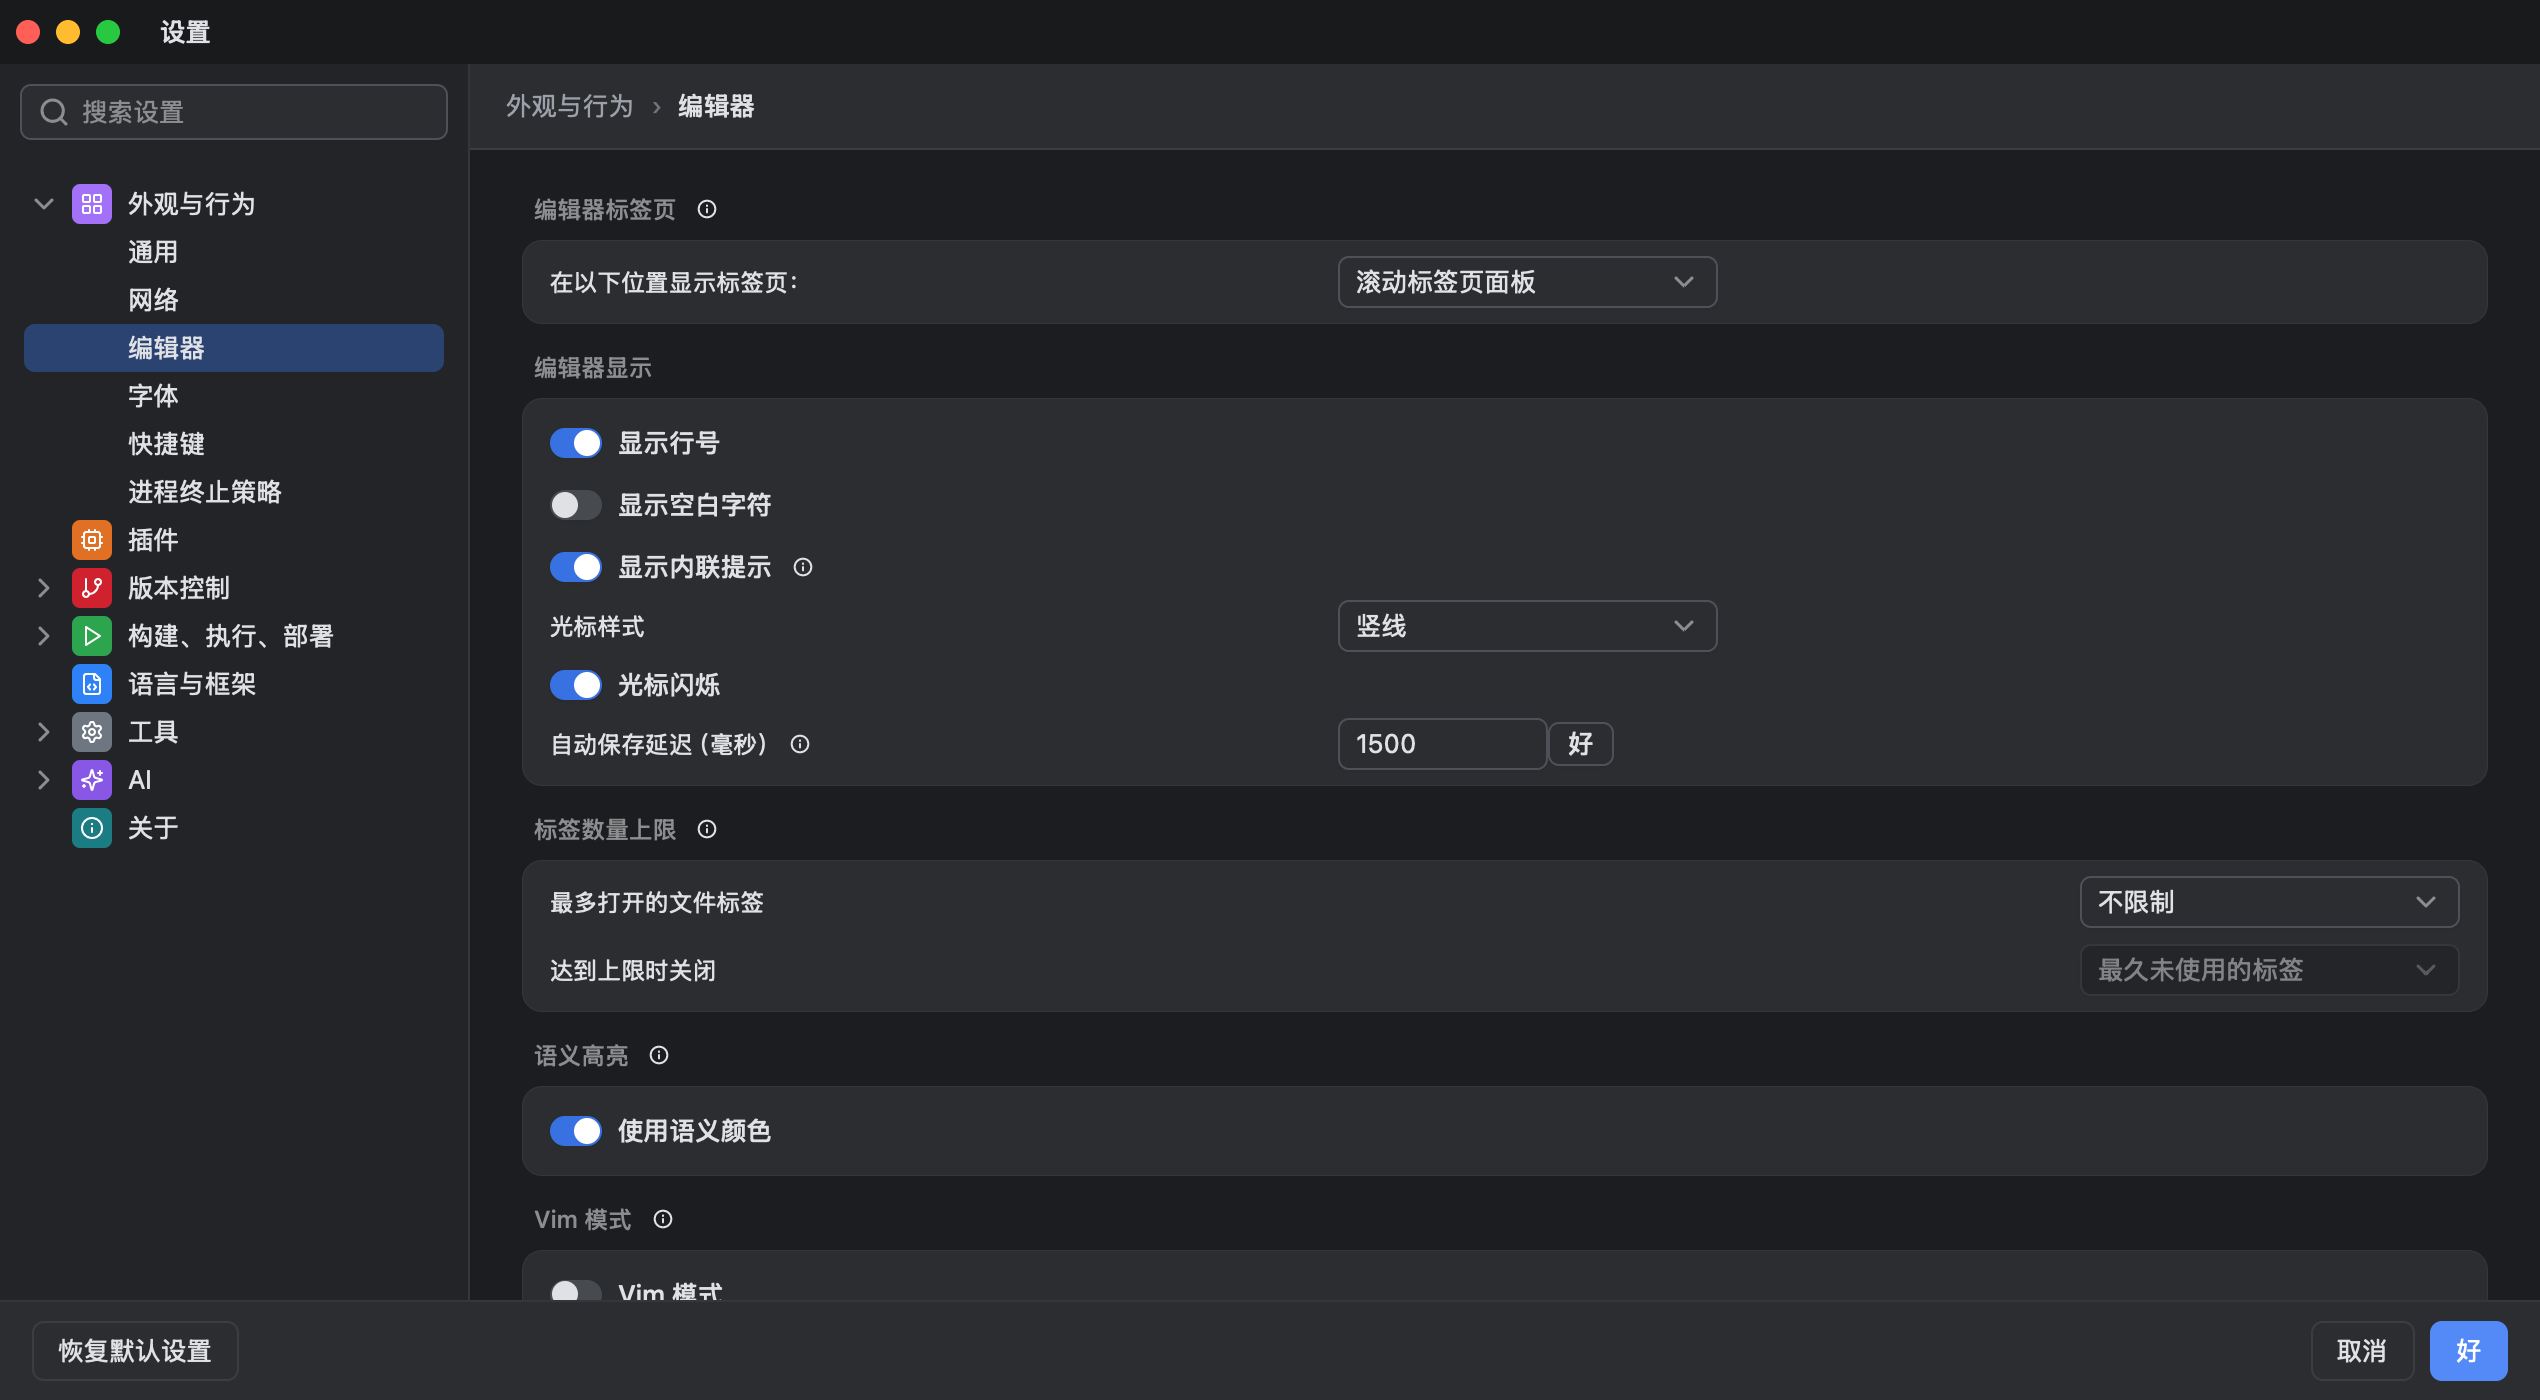 设置
搜索设置
外观与行为
通用
网络
编辑器
字体
快捷键
进程终止策略
插件
版本控制
构建、执行、部署
语言与框架
工具
AI
关于
外观与行为 › 编辑器
编辑器标签页
在以下位置显示标签页: 滚动标签页面板
编辑器显示
显示行号
显示空白字符
显示内联提示
光标样式 竖线
光标闪烁
自动保存延迟 (毫秒) 1500 好
标签数量上限
最多打开的文件标签 不限制
达到上限时关闭 最久未使用的标签
语义高亮
使用语义颜色
Vim 模式
Vim 模式
恢复默认设置 取消 好